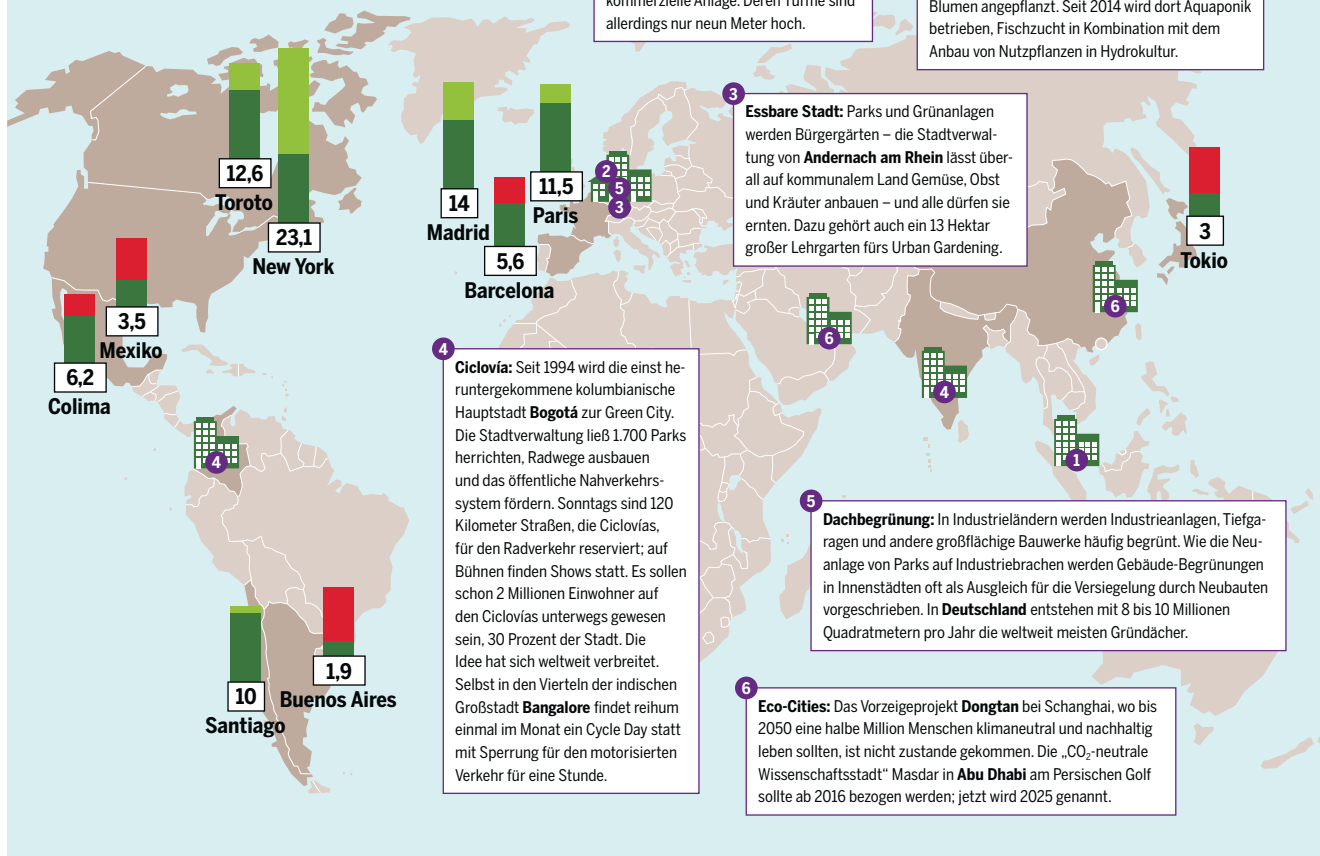 kommerzielle Anlage. Deren Türme sind
allerdings nur neun Meter hoch.
Blumen angepflanzt. Seit 2014 wird dort Aquaponik
betrieben, Fischzucht in Kombination mit dem
Anbau von Nutzpflanzen in Hydrokultur.
12,6
Toroto
23,1
New York
3,5
Mexiko
6,2
Colima
14
Madrid
5,6
Barcelona
11,5
Paris
2
5
3
3
Essbare Stadt: Parks und Grünanlagen
werden Bürgergärten – die Stadtverwal-
tung von Andernach am Rhein lässt über-
all auf kommunalem Land Gemüse, Obst
und Kräuter anbauen – und alle dürfen sie
ernten. Dazu gehört auch ein 13 Hektar
großer Lehrgarten fürs Urban Gardening.
3
Tokio
6
6
4
1
4
4
Ciclovía: Seit 1994 wird die einst he-
runtergekommene kolumbianische
Hauptstadt Bogotá zur Green City.
Die Stadtverwaltung ließ 1.700 Parks
herrichten, Radwege ausbauen
und das öffentliche Nahverkehrs-
system fördern. Sonntags sind 120
Kilometer Straßen, die Ciclovías,
für den Radverkehr reserviert; auf
Bühnen finden Shows statt. Es sollen
schon 2 Millionen Einwohner auf
den Ciclovías unterwegs gewesen
sein, 30 Prozent der Stadt. Die
Idee hat sich weltweit verbreitet.
Selbst in den Vierteln der indischen
Großstadt Bangalore findet reihum
einmal im Monat ein Cycle Day statt
mit Sperrung für den motorisierten
Verkehr für eine Stunde.
10
Santiago
1,9
Buenos Aires
5
Dachbegrünung: In Industrieländern werden Industrieanlagen, Tiefga-
ragen und andere großflächige Bauwerke häufig begrünt. Wie die Neu-
anlage von Parks auf Industriebrachen werden Gebäude-Begrünungen
in Innenstädten oft als Ausgleich für die Versiegelung durch Neubauten
vorgeschrieben. In Deutschland entstehen mit 8 bis 10 Millionen
Quadratmetern pro Jahr die weltweit meisten Gründächer.
6
Eco-Cities: Das Vorzeigeprojekt Dongtan bei Schanghai, wo bis
2050 eine halbe Million Menschen klimaneutral und nachhaltig
leben sollten, ist nicht zustande gekommen. Die „CO₂-neutrale
Wissenschaftsstadt“ Masdar in Abu Dhabi am Persischen Golf
sollte ab 2016 bezogen werden; jetzt wird 2025 genannt.